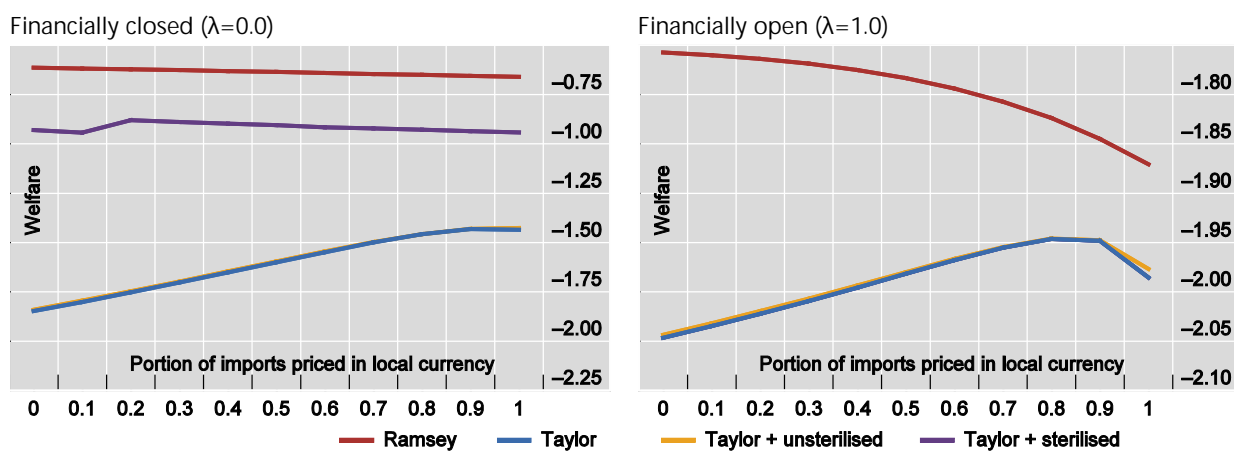 Financially closed (λ=0.0)
Welfare
–0.75
–1.00
–1.25
–1.50
–1.75
–2.00
–2.25
Portion of imports priced in local currency
0 0.1 0.2 0.3 0.4 0.5 0.6 0.7 0.8 0.9 1
Financially open (λ=1.0)
Welfare
–1.80
–1.85
–1.90
–1.95
–2.00
–2.05
–2.10
Portion of imports priced in local currency
0 0.1 0.2 0.3 0.4 0.5 0.6 0.7 0.8 0.9 1
Ramsey Taylor Taylor + unsterilised Taylor + sterilised